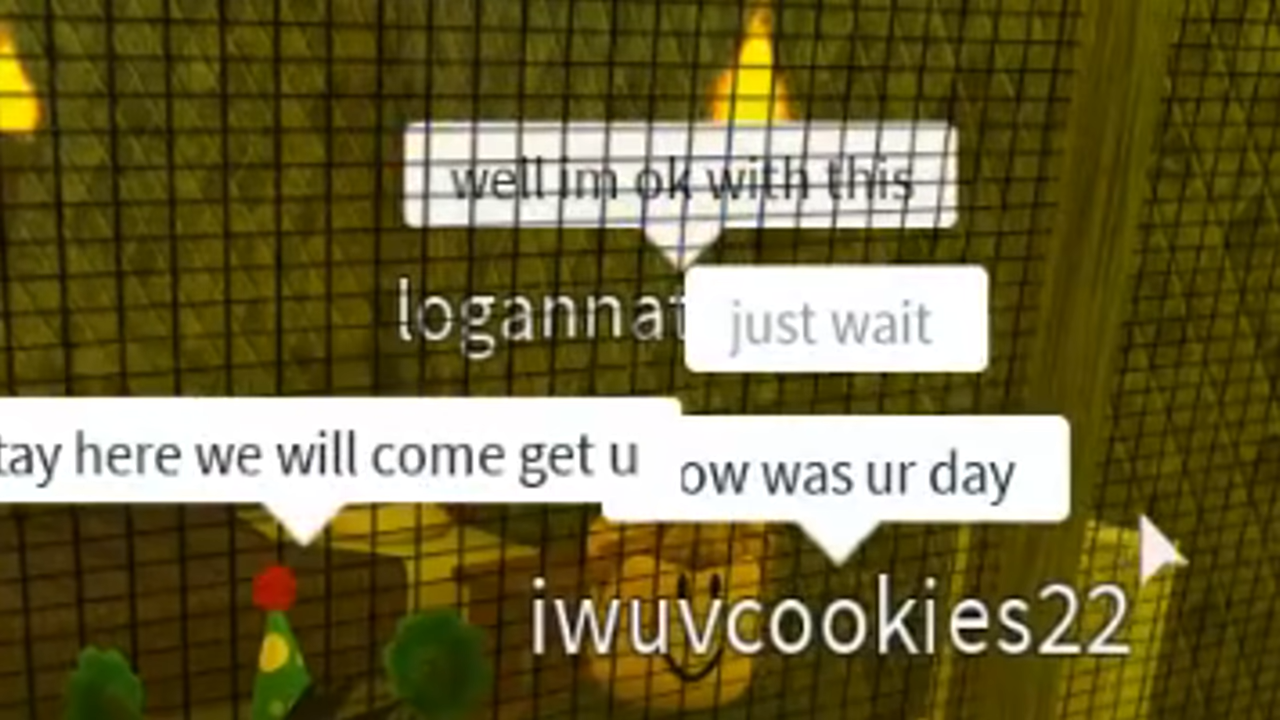 well im ok with this
logannat
just wait
tay here we will come get u
ow was ur day
iwuvcookies22